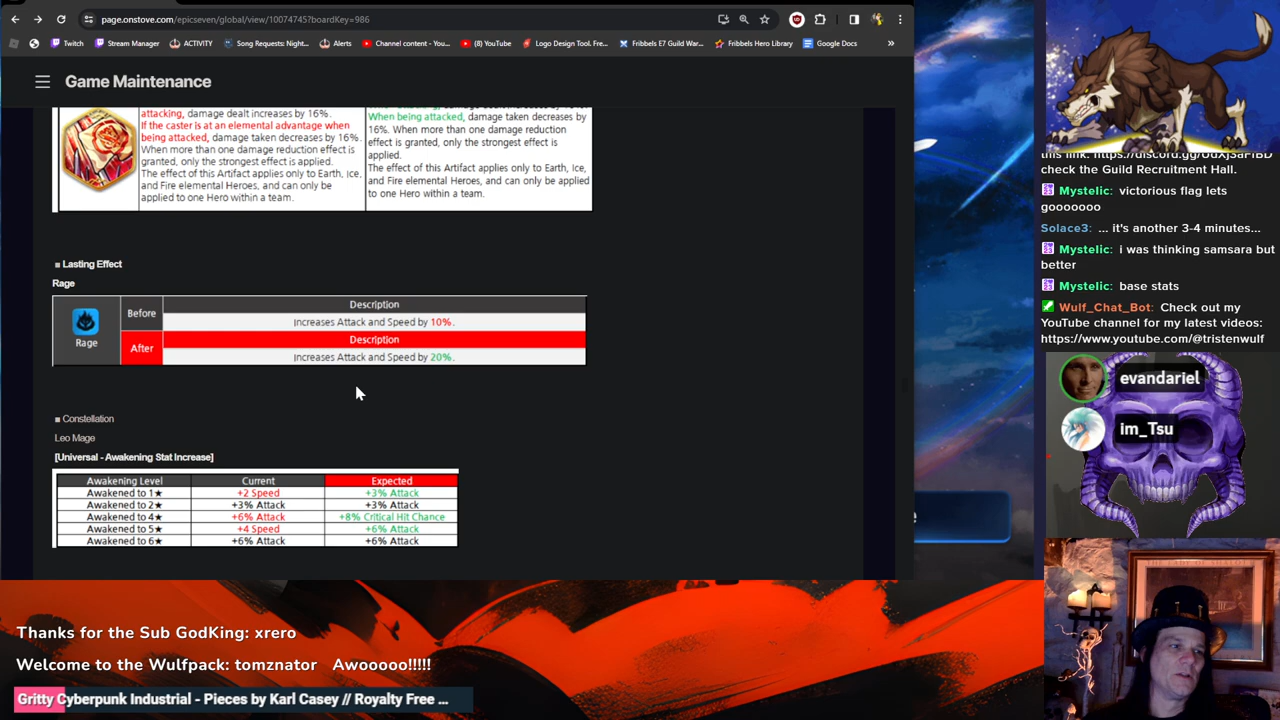 page.onstove.com/epicseven/global/view/10074745?boardKey=986
Twitch
Stream Manager
ACTIVITY
Song Requests: Night...
Alerts
Channel content - You...
(8) YouTube
Logo Design Tool. Fre...
Fribbels E7 Guild War...
Fribbels Hero Library
Google Docs
»
Game Maintenance
attacking, damage dealt increases by 16%.
If the caster is at an elemental advantage when
being attacked, damage taken decreases by 16%.
When more than one damage reduction effect is
granted, only the strongest effect is applied.
The effect of this Artifact applies only to Earth, Ice,
and Fire elemental Heroes, and can only be
applied to one Hero within a team.
When being attacked, damage taken decreases by
16%. When more than one damage reduction
effect is granted, only the strongest effect is
applied.
The effect of this Artifact applies only to Earth, Ice,
and Fire elemental Heroes, and can only be applied
to one Hero within a team.
■ Lasting Effect
Rage
Rage
Before
Description
Increases Attack and Speed by 10%.
After
Description
Increases Attack and Speed by 20%.
■ Constellation
Leo Mage
[Universal - Awakening Stat Increase]
Awakening Level Current Expected
Awakened to 1★ +2 Speed +3% Attack
Awakened to 2★ +3% Attack +3% Attack
Awakened to 4★ +6% Attack +8% Critical Hit Chance
Awakened to 5★ +4 Speed +6% Attack
Awakened to 6★ +6% Attack +6% Attack
e
check the Guild Recruitment Hall.
Mystelic: victorious flag lets
gooooooo
Solace3: ... it's another 3-4 minutes...
Mystelic: i was thinking samsara but
better
Mystelic: base stats
Wulf_Chat_Bot: Check out my
YouTube channel for my latest videos:
https://www.youtube.com/@tristenwulf
evandariel
im_Tsu
Thanks for the Sub GodKing: xrero
Welcome to the Wulfpack: tomznator Awooooo!!!!!
Gritty Cyberpunk Industrial - Pieces by Karl Casey // Royalty Free ...